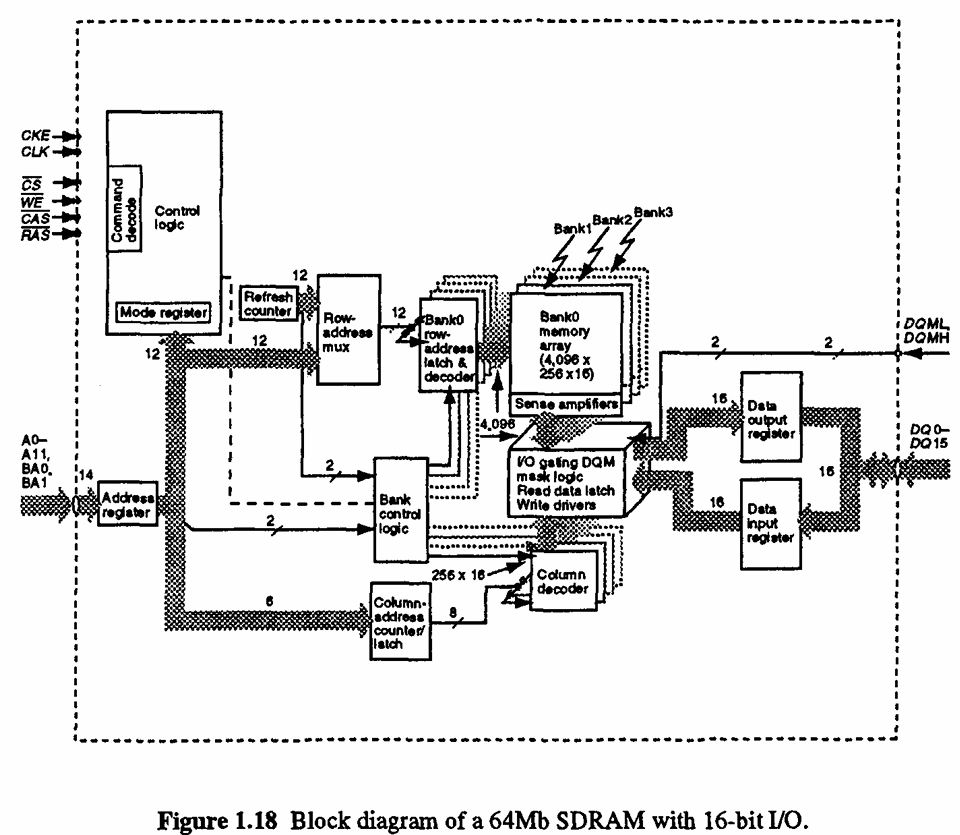 CKE
CLK
CS
WE
CAS
RAS
Command
decode
Control
logic
Mode register
Refresh
counter
12
12
12
Row-
address
mux
12
Bank0
row-
address
latch &
decoder
Bank1
Bank2
Bank3
Bank0
memory
array
(4,096 x
256 x16)
Sense amplifiers
4,096
2
2
DQML,
DQMH
A0–
A11,
BA0,
BA1
14
Address
register
2
2
Bank
control
logic
I/O gating DQM
mask logic
Read data latch
Write drivers
16
Data
output
register
16
DQ0–
DQ15
16
Data
input
register
256 x 16
Column
decoder
6
Column-
address
counter/
latch
8
Figure 1.18 Block diagram of a 64Mb SDRAM with 16-bit I/O.